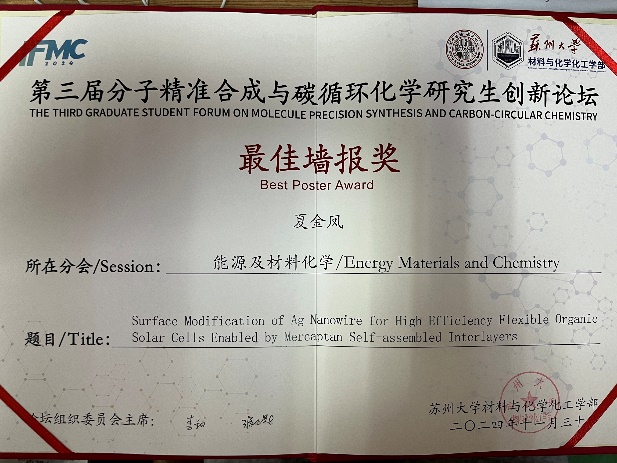 FMC
2024
苏州大学
材料与化学化工学部
第三届分子精准合成与碳循环化学研究生创新论坛
THE THIRD GRADUATE STUDENT FORUM ON MOLECULE PRECISION SYNTHESIS AND CARBON-CIRCULAR CHEMISTRY
最佳墙报奖
Best Poster Award
夏金凤
所在分会/Session: 能源及材料化学/Energy Materials and Chemistry
题目/Title: Surface Modification of Ag Nanowire for High Efficiency Flexible Organic
Solar Cells Enabled by Mercaptan Self-assembled Interlayers
论坛组织委员会主席:
苏州大学材料与化学化工学部
二〇二四年十一月三十